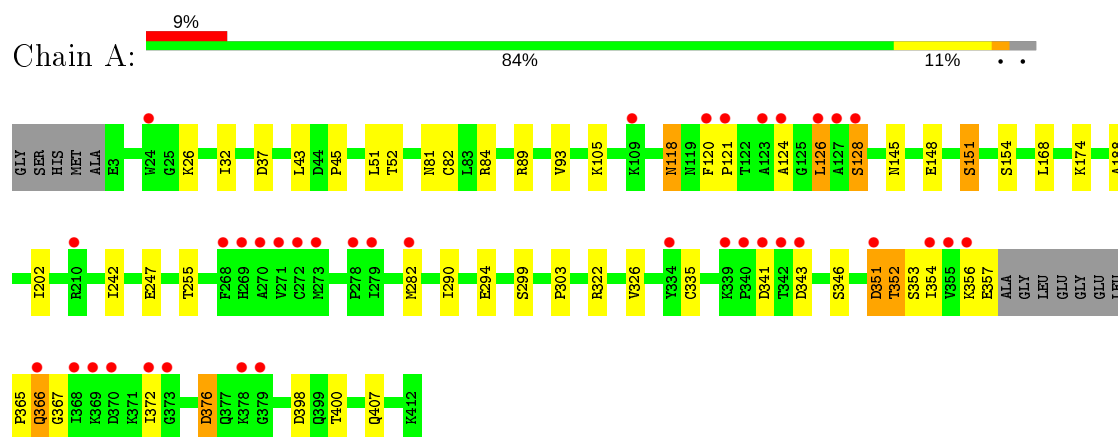 9%
Chain A:
84% 11% • •
GLY SER HIS MET ALA E3 W24 G25 K26 I32 D37 L43 D44 P45 L51 T52 N81 C82 L83 R84 R89 V93 K105 K109 N118 N119 F120 P121 T122 A123 A124 G125 L126 A127 S128 N145 E148 S151 S154 L168 K174 A188
I202 R210 I242 E247 T255 F268 H269 A270 V271 C272 M273 P278 I279 M282 I290 E294 S299 P303 R322 V326 Y334 C335 K339 P340 D341 T342 D343 S346 D351 T352 S353 I354 V355 K356 E357 ALA GLY LEU GLU GLY GLU LEU
P365 Q366 G367 I368 K369 D370 K371 I372 G373 D376 Q377 K378 G379 D398 Q399 T400 Q407 K412